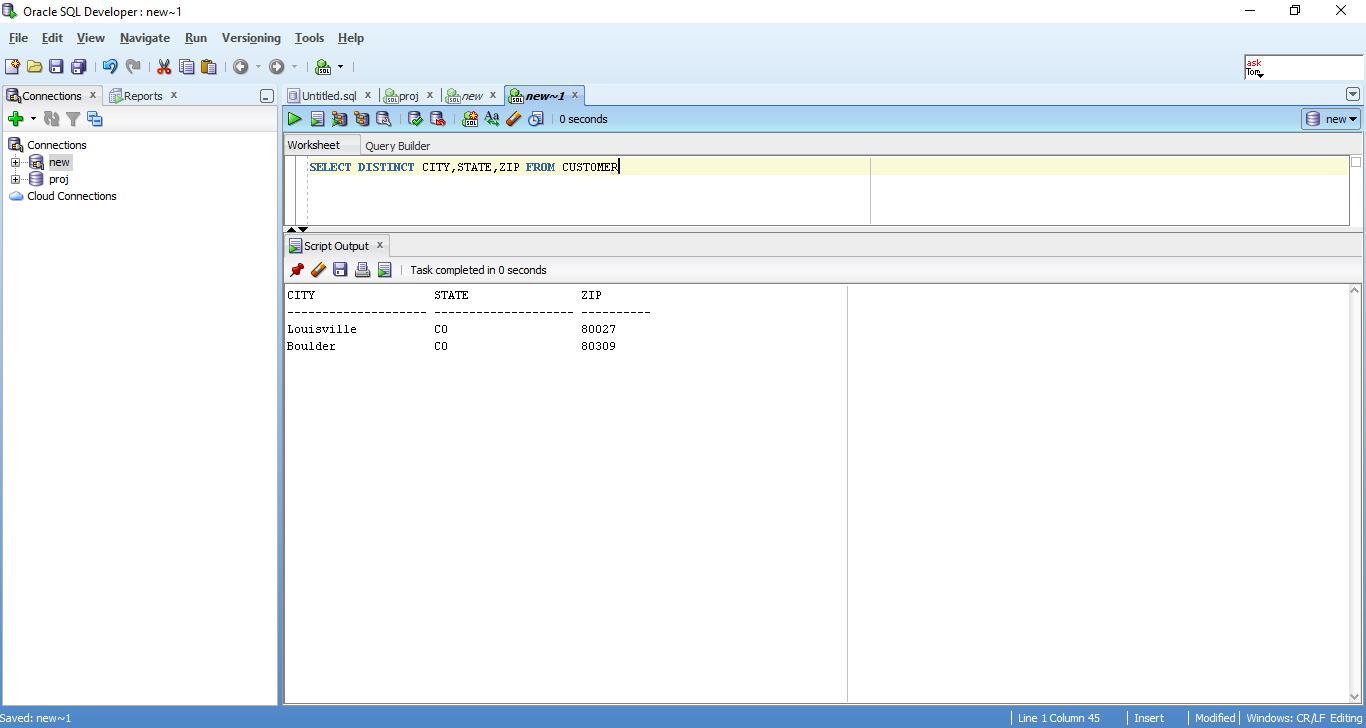 Oracle SQL Developer : new~1
File Edit View Navigate Run Versioning Tools Help
SQL
ask
Tom
Connections x Reports x Untitled.sql x proj x new x new~1 x
0 seconds new
Worksheet Query Builder
Connections
new
proj
Cloud Connections
SELECT DISTINCT CITY,STATE,ZIP FROM CUSTOMER
Script Output x
Task completed in 0 seconds
CITY STATE ZIP
-------------------- -------------------- ----------
Louisville CO 80027
Boulder CO 80309
Saved: new~1 Line 1 Column 45 Insert Modified Windows: CR/LF Editing